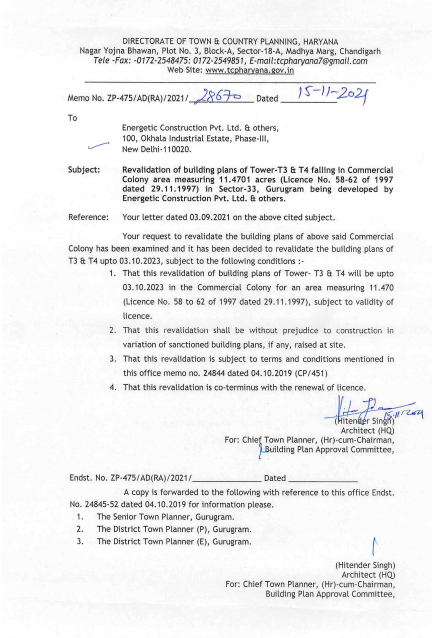 DIRECTORATE OF TOWN & COUNTRY PLANNING, HARYANA
Nagar Yojna Bhawan, Plot No. 3, Block-A, Sector-18-A, Madhya Marg, Chandigarh
Tele -Fax: -0172-2548475: 0172-2549851, E-mail:tcpharyana7@gmail.com
Web Site: www.tcpharyana.gov.in
Memo No. ZP-475/AD(RA)/2021/ 28670 Dated 15-11-2021
To
Energetic Construction Pvt. Ltd. & others,
100, Okhala Industrial Estate, Phase-III,
New Delhi-110020.
Subject: Revalidation of building plans of Tower-T3 & T4 falling in Commercial
Colony area measuring 11.4701 acres (Licence No. 58-62 of 1997
dated 29.11.1997) in Sector-33, Gurugram being developed by
Energetic Construction Pvt. Ltd. & others.
Reference: Your letter dated 03.09.2021 on the above cited subject.
Your request to revalidate the building plans of above said Commercial
Colony has been examined and it has been decided to revalidate the building plans of
T3 & T4 upto 03.10.2023, subject to the following conditions :-
1. That this revalidation of building plans of Tower- T3 & T4 will be upto
03.10.2023 in the Commercial Colony for an area measuring 11.470
(Licence No. 58 to 62 of 1997 dated 29.11.1997), subject to validity of
licence.
2. That this revalidation shall be without prejudice to construction in
variation of sanctioned building plans, if any, raised at site.
3. That this revalidation is subject to terms and conditions mentioned in
this office memo no. 24844 dated 04.10.2019 (CP/451)
4. That this revalidation is co-terminus with the renewal of licence.
15-11-2021
(Hitender Singh)
Architect (HQ)
For: Chief Town Planner, (Hr)-cum-Chairman,
Building Plan Approval Committee,
Endst. No. ZP-475/AD(RA)/2021/ Dated
A copy is forwarded to the following with reference to this office Endst.
No. 24845-52 dated 04.10.2019 for information please.
1. The Senior Town Planner, Gurugram.
2. The District Town Planner (P), Gurugram.
3. The District Town Planner (E), Gurugram.
(Hitender Singh)
Architect (HQ)
For: Chief Town Planner, (Hr)-cum-Chairman,
Building Plan Approval Committee,